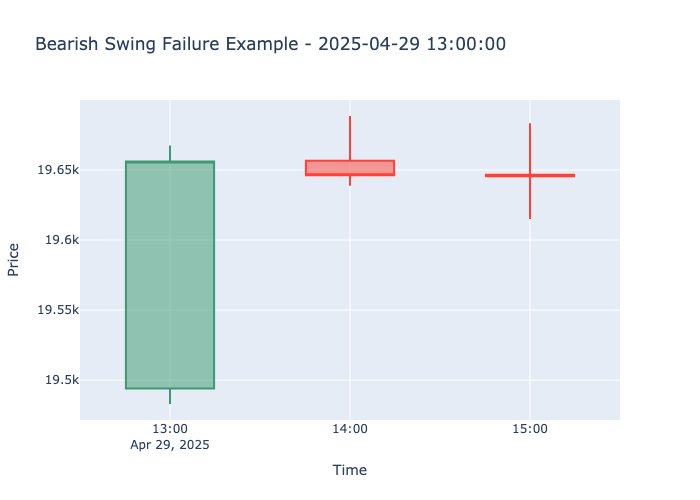 Bearish Swing Failure Example - 2025-04-29 13:00:00
Price
19.65k
19.6k
19.55k
19.5k
13:00
Apr 29, 2025
14:00
15:00
Time